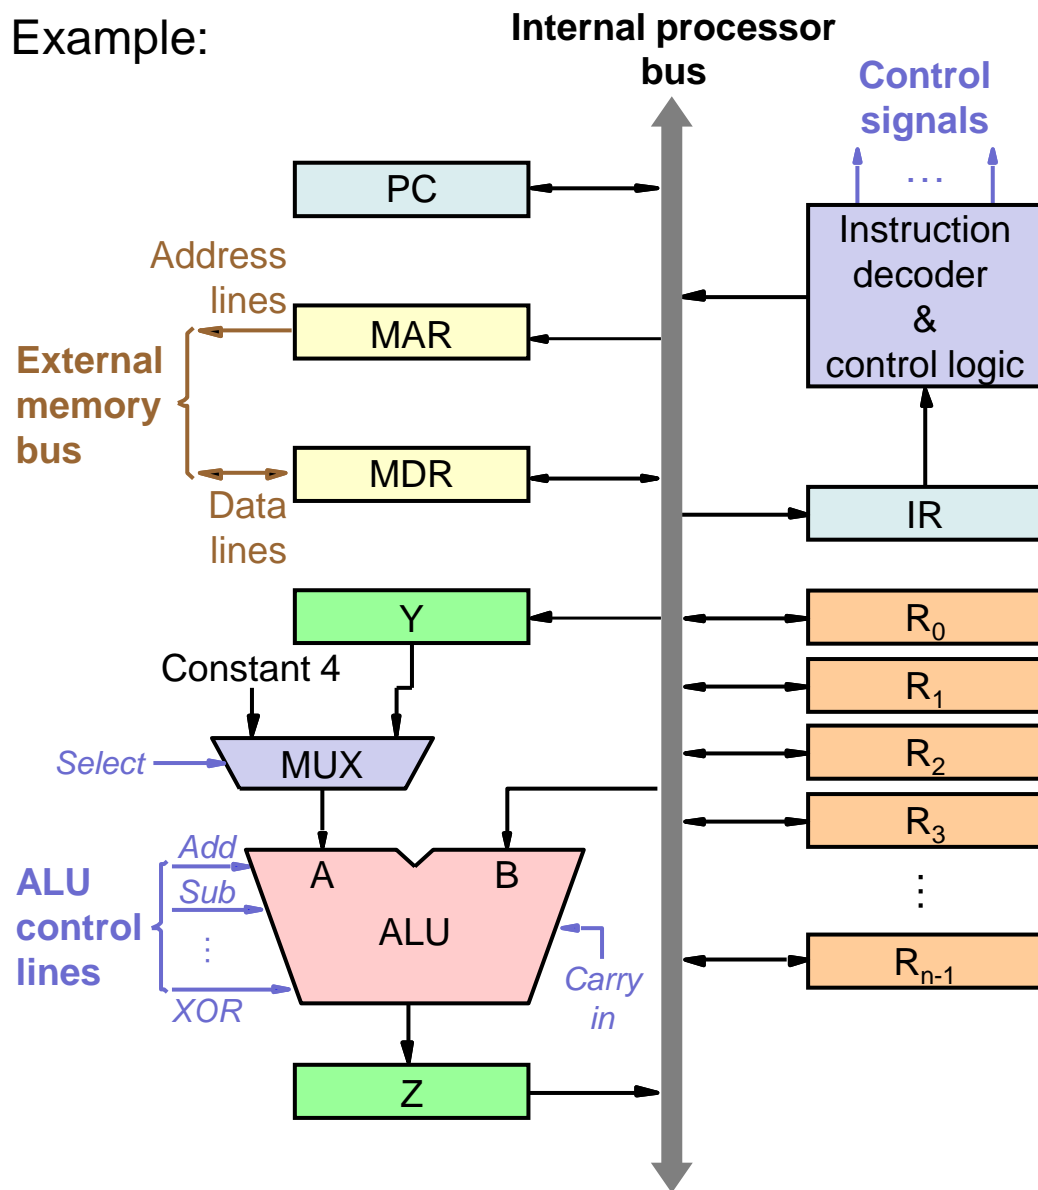 Example:
Internal processor
bus
Control
signals
...
PC
Instruction
decoder
&
control logic
Address
lines
MAR
External
memory
bus
MDR
Data
lines
IR
Y
R0
Constant 4
R1
Select
MUX
R2
R3
Add
A
B
ALU
control
lines
Sub
⋮
ALU
⋮
XOR
Carry
in
Rn-1
Z